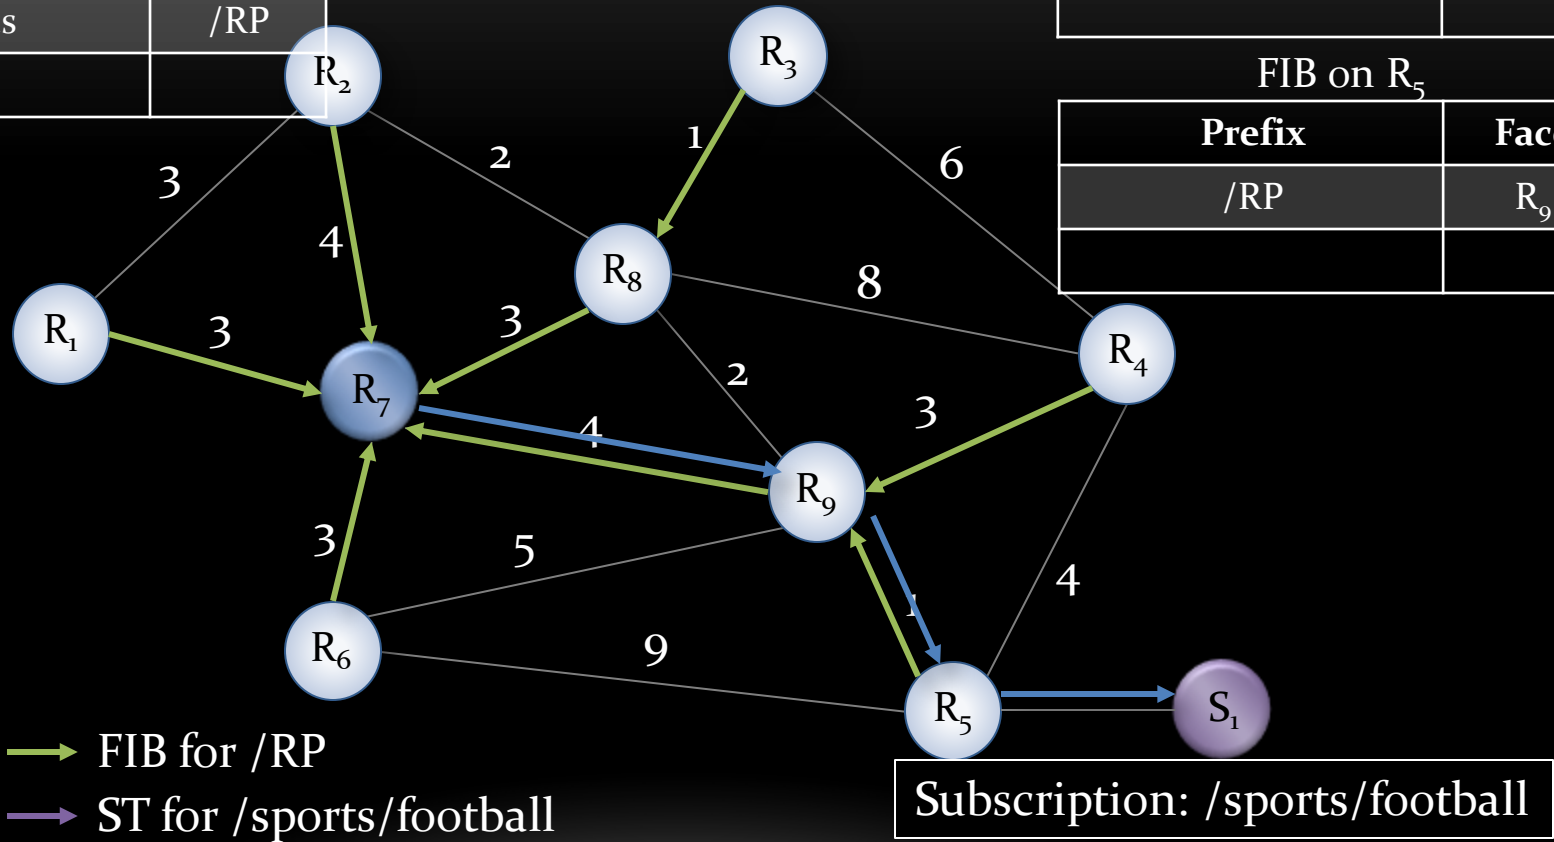 s /RP
R2
R3
FIB on R5
Prefix
/RP R9
1
2
3
6
4
8
R1
3
R8
3
R4
R7
2
4
3
R9
3
5
1
4
R6
9
R5
S1
FIB for /RP
ST for /sports/football
Subscription: /sports/football